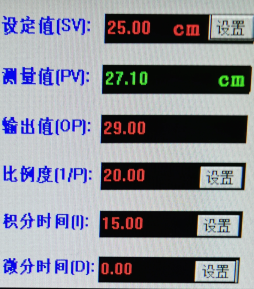 设定值(SV): 25.00 cm 设置
测量值(PV): 27.10 cm
输出值(OP): 29.00
比例度(1/P): 20.00 设置
积分时间(I): 15.00 设置
微分时间(D): 0.00 设置